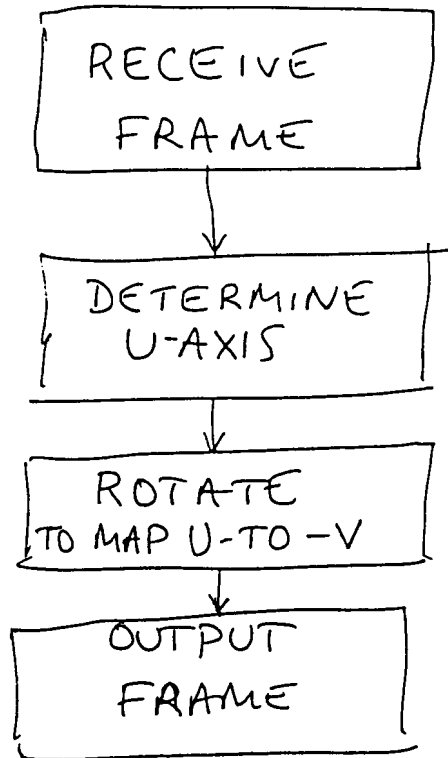 RECEIVE
FRAME
DETERMINE
U-AXIS
ROTATE
TO MAP U-TO-V
OUTPUT
FRAME